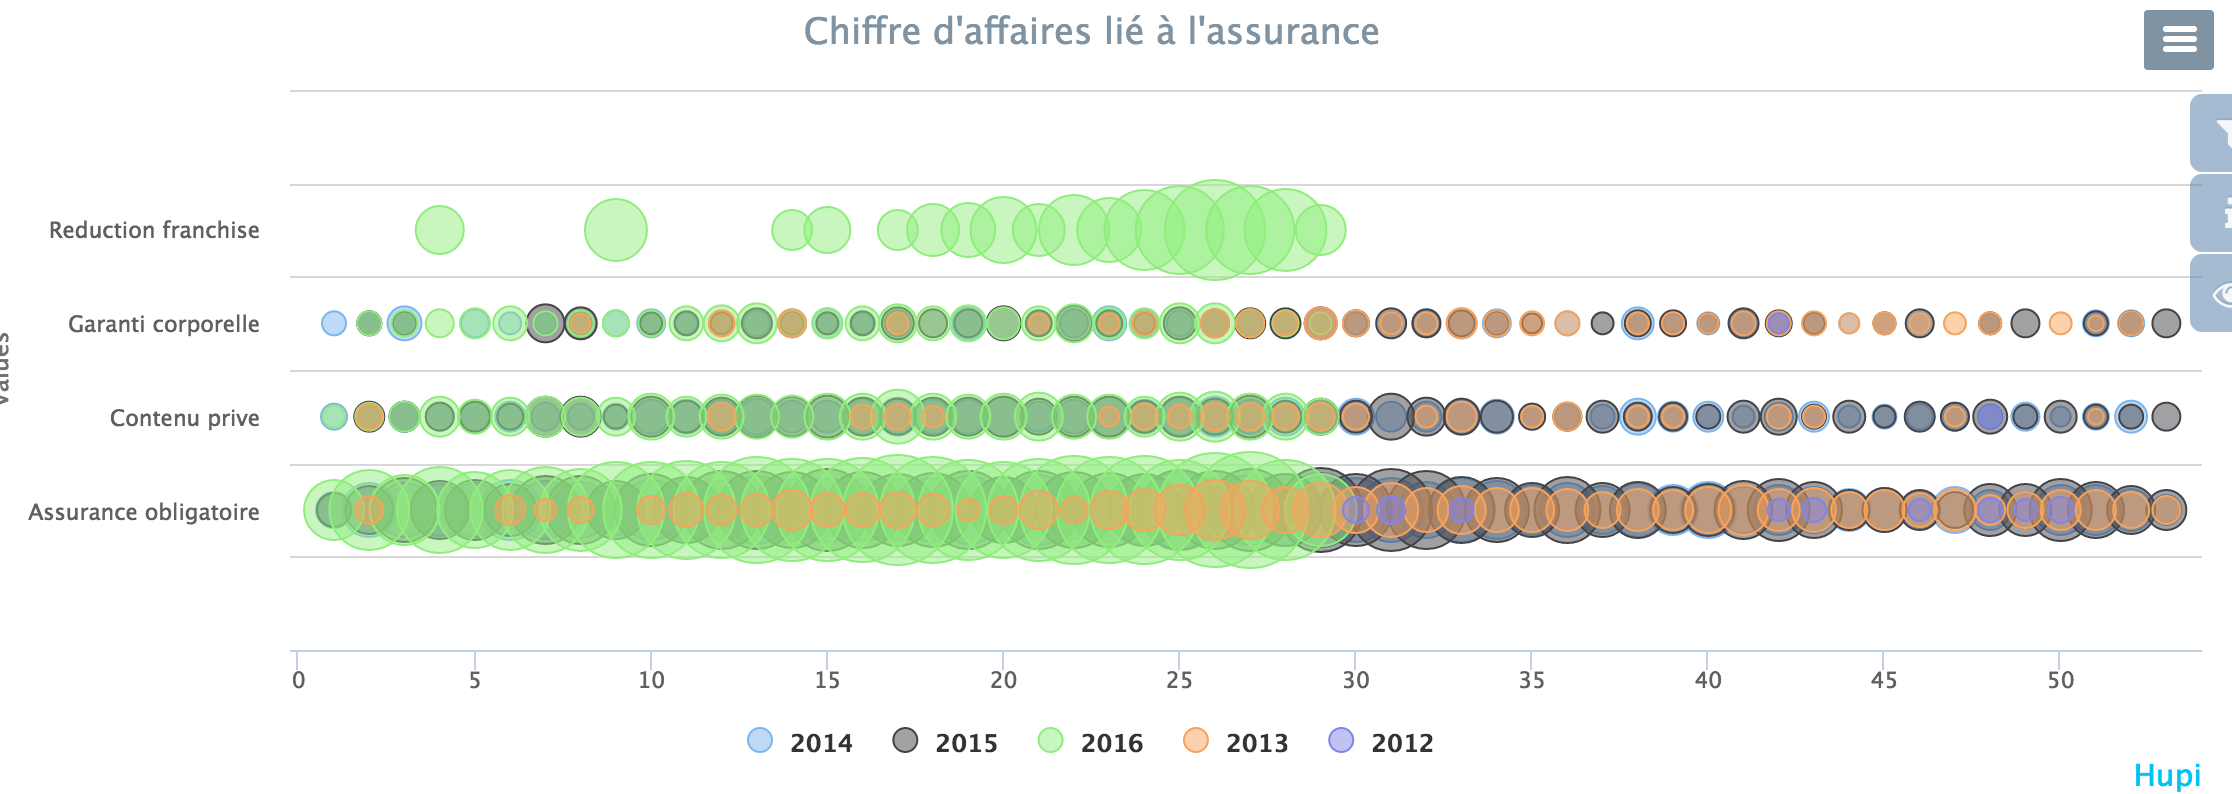 Chiffre d'affaires lié à l'assurance
Values
Reduction franchise
Garanti corporelle
Contenu prive
Assurance obligatoire
0 5 10 15 20 25 30 35 40 45 50
2014 2015 2016 2013 2012
Hupi